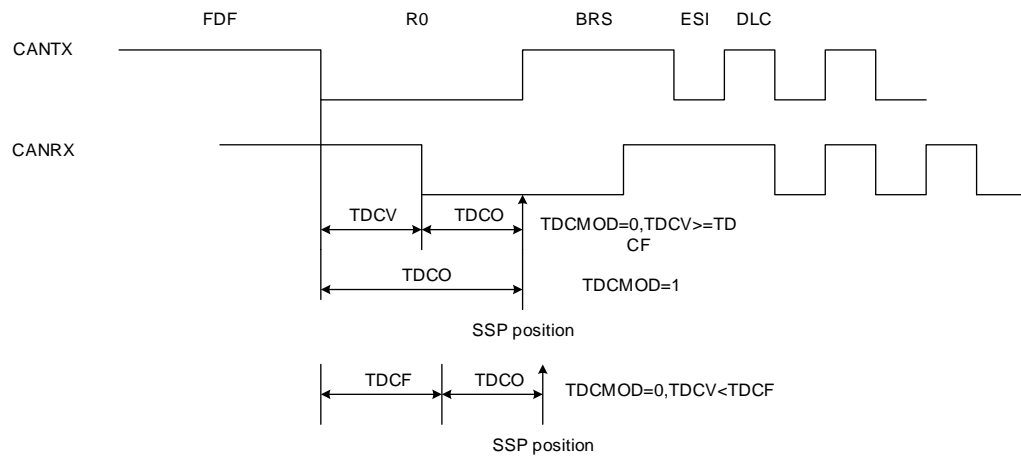 FDF R0 BRS ESI DLC
CANTX
CANRX
TDCV TDCO TDCMOD=0,TDCV>=TD
CF
TDCO TDCMOD=1
SSP position
TDCF TDCO TDCMOD=0,TDCV<TDCF
SSP position